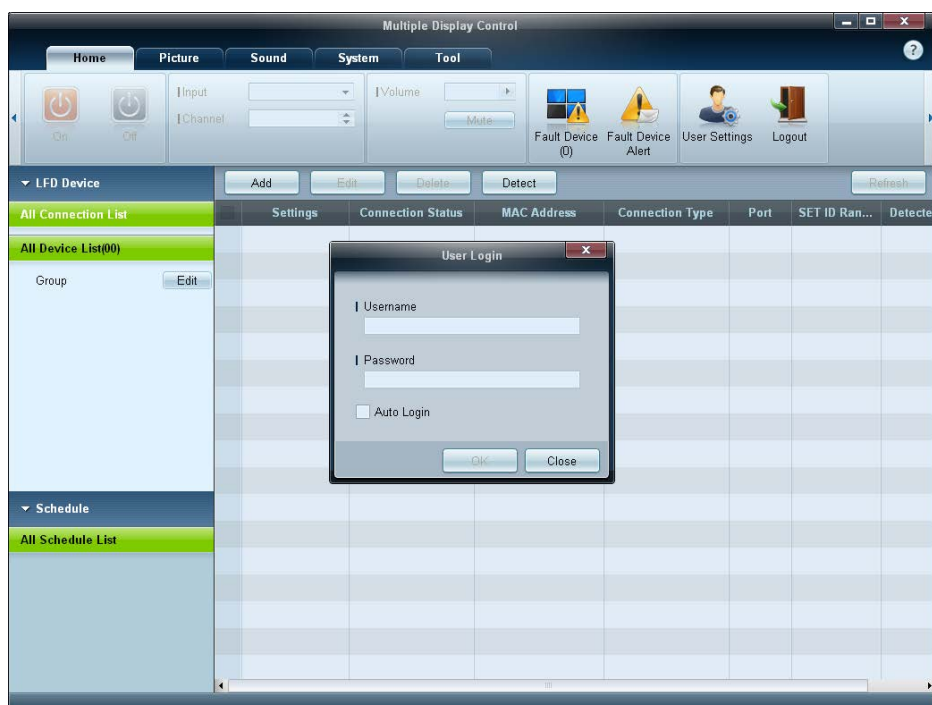 Multiple Display Control
Home Picture Sound System Tool
On Off
Input
Channel
Volume
Mute
Fault Device (0)
Fault Device Alert
User Settings
Logout
LFD Device
Add Edit Delete Detect Refresh
All Connection List
Settings Connection Status MAC Address Connection Type Port SET ID Ran... Detecte
All Device List(00)
Group Edit
User Login
Username
Password
Auto Login
OK Close
Schedule
All Schedule List